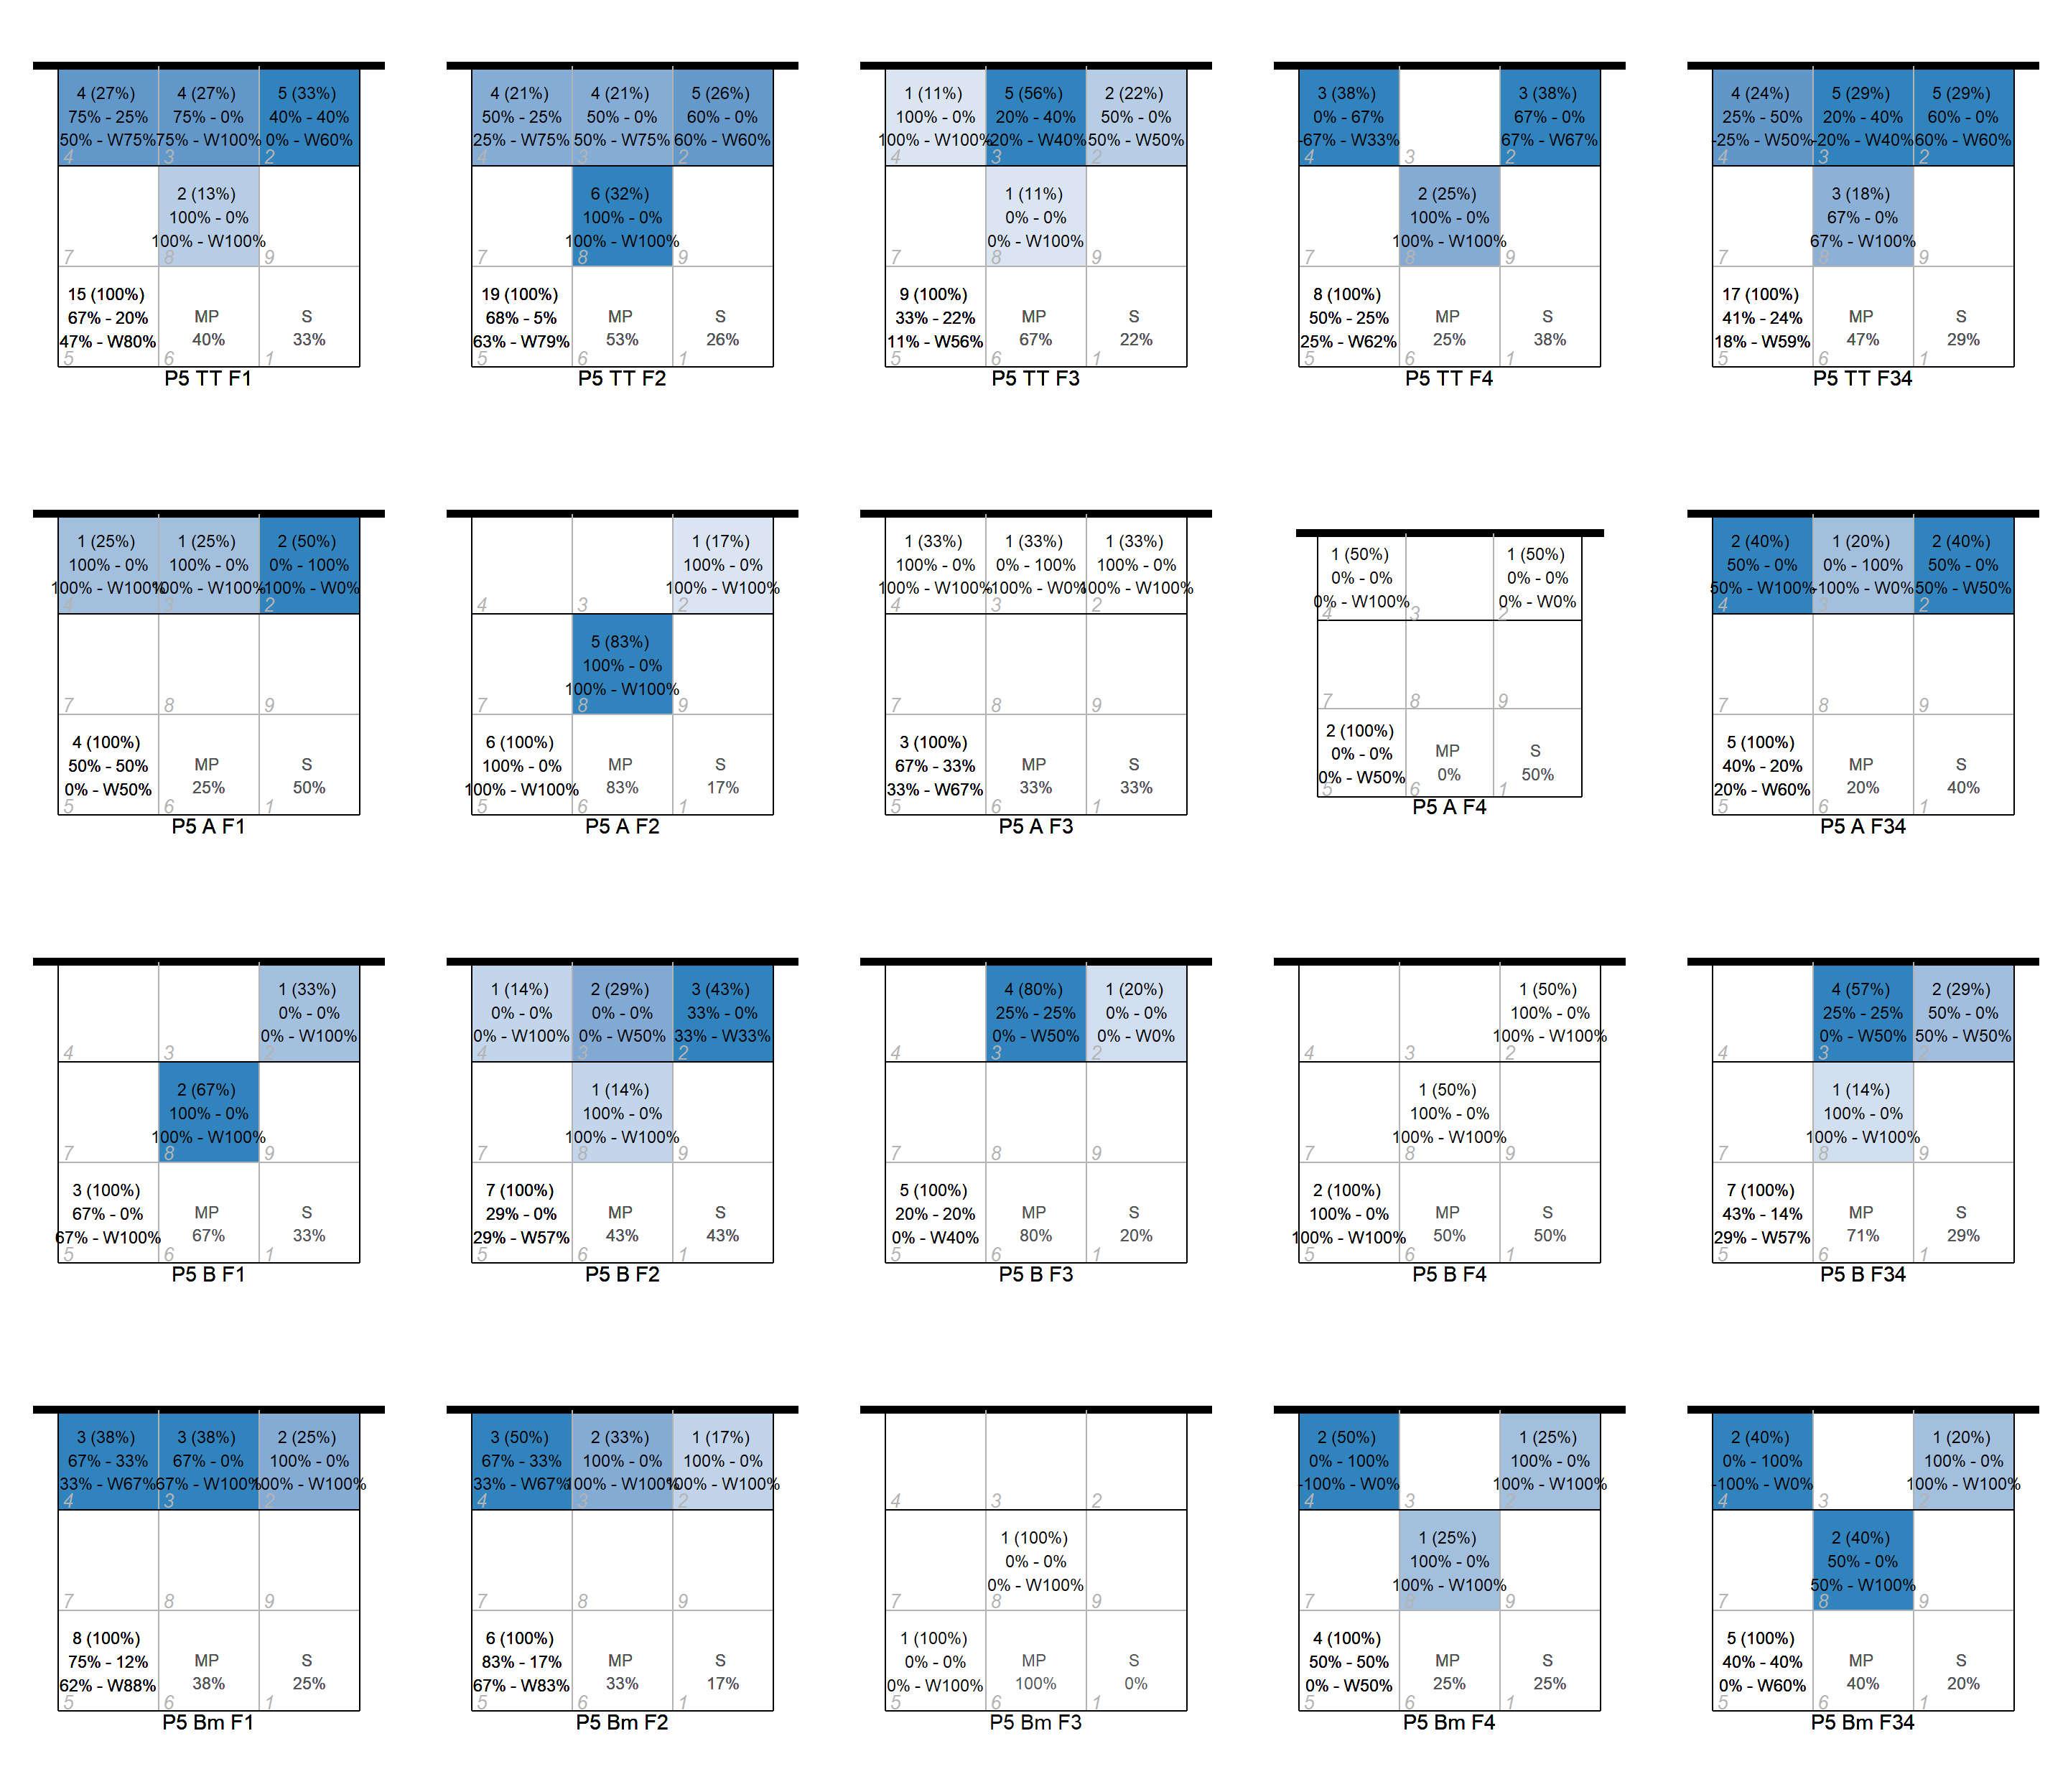 4 (27%)
75% - 25%
50% - W75%
4
4 (27%)
75% - 0%
75% - W100%
3
5 (33%)
40% - 40%
0% - W60%
2
7
2 (13%)
100% - 0%
100% - W100%
8
9
15 (100%)
67% - 20%
47% - W80%
5
MP
40%
6
S
33%
1
P5 TT F1
4 (21%)
50% - 25%
25% - W75%
4
4 (21%)
50% - 0%
50% - W75%
3
5 (26%)
60% - 0%
60% - W60%
2
7
6 (32%)
100% - 0%
100% - W100%
8
9
19 (100%)
68% - 5%
63% - W79%
5
MP
53%
6
S
26%
1
P5 TT F2
1 (11%)
100% - 0%
100% - W100%
4
5 (56%)
20% - 40%
-20% - W40%
3
2 (22%)
50% - 0%
50% - W50%
2
7
1 (11%)
0% - 0%
0% - W100%
8
9
9 (100%)
33% - 22%
11% - W56%
5
MP
67%
6
S
22%
1
P5 TT F3
3 (38%)
0% - 67%
-67% - W33%
4
3
3 (38%)
67% - 0%
67% - W67%
2
7
2 (25%)
100% - 0%
100% - W100%
8
9
8 (100%)
50% - 25%
25% - W62%
5
MP
25%
6
S
38%
1
P5 TT F4
4 (24%)
25% - 50%
-25% - W50%
4
5 (29%)
20% - 40%
-20% - W40%
3
5 (29%)
60% - 0%
60% - W60%
2
7
3 (18%)
67% - 0%
67% - W100%
8
9
17 (100%)
41% - 24%
18% - W59%
5
MP
47%
6
S
29%
1
P5 TT F34
1 (25%)
100% - 0%
100% - W100%
4
1 (25%)
100% - 0%
100% - W100%
3
2 (50%)
0% - 100%
-100% - W0%
2
7
8
9
4 (100%)
50% - 50%
0% - W50%
5
MP
25%
6
S
50%
1
P5 A F1
4
3
1 (17%)
100% - 0%
100% - W100%
2
7
5 (83%)
100% - 0%
100% - W100%
8
9
6 (100%)
100% - 0%
100% - W100%
5
MP
83%
6
S
17%
1
P5 A F2
1 (33%)
100% - 0%
100% - W100%
4
1 (33%)
0% - 100%
-100% - W0%
3
1 (33%)
100% - 0%
100% - W100%
2
7
8
9
3 (100%)
67% - 33%
33% - W67%
5
MP
33%
6
S
33%
1
P5 A F3
1 (50%)
0% - 0%
0% - W100%
4
3
1 (50%)
0% - 0%
0% - W0%
2
7
8
9
2 (100%)
0% - 0%
0% - W50%
5
MP
0%
6
S
50%
1
P5 A F4
2 (40%)
50% - 0%
50% - W100%
4
1 (20%)
0% - 100%
-100% - W0%
3
2 (40%)
50% - 0%
50% - W50%
2
7
8
9
5 (100%)
40% - 20%
20% - W60%
5
MP
20%
6
S
40%
1
P5 A F34
4
3
1 (33%)
0% - 0%
0% - W100%
2
7
2 (67%)
100% - 0%
100% - W100%
8
9
3 (100%)
67% - 0%
67% - W100%
5
MP
67%
6
S
33%
1
P5 B F1
1 (14%)
0% - 0%
0% - W100%
4
2 (29%)
0% - 0%
0% - W50%
3
3 (43%)
33% - 0%
33% - W33%
2
7
1 (14%)
100% - 0%
100% - W100%
8
9
7 (100%)
29% - 0%
29% - W57%
5
MP
43%
6
S
43%
1
P5 B F2
4
4 (80%)
25% - 25%
0% - W50%
3
1 (20%)
0% - 0%
0% - W0%
2
7
8
9
5 (100%)
20% - 20%
0% - W40%
5
MP
80%
6
S
20%
1
P5 B F3
4
3
1 (50%)
100% - 0%
100% - W100%
2
7
1 (50%)
100% - 0%
100% - W100%
8
9
2 (100%)
100% - 0%
100% - W100%
5
MP
50%
6
S
50%
1
P5 B F4
4
4 (57%)
25% - 25%
0% - W50%
3
2 (29%)
50% - 0%
50% - W50%
2
7
1 (14%)
100% - 0%
100% - W100%
8
9
7 (100%)
43% - 14%
29% - W57%
5
MP
71%
6
S
29%
1
P5 B F34
3 (38%)
67% - 33%
33% - W67%
4
3 (38%)
67% - 0%
67% - W100%
3
2 (25%)
100% - 0%
100% - W100%
2
7
8
9
8 (100%)
75% - 12%
62% - W88%
5
MP
38%
6
S
25%
1
P5 Bm F1
3 (50%)
67% - 33%
33% - W67%
4
2 (33%)
100% - 0%
100% - W100%
3
1 (17%)
100% - 0%
100% - W100%
2
7
8
9
6 (100%)
83% - 17%
67% - W83%
5
MP
33%
6
S
17%
1
P5 Bm F2
4
3
2
7
1 (100%)
0% - 0%
0% - W100%
8
9
1 (100%)
0% - 0%
0% - W100%
5
MP
100%
6
S
0%
1
P5 Bm F3
2 (50%)
0% - 100%
-100% - W0%
4
3
1 (25%)
100% - 0%
100% - W100%
2
7
1 (25%)
100% - 0%
100% - W100%
8
9
4 (100%)
50% - 50%
0% - W50%
5
MP
25%
6
S
25%
1
P5 Bm F4
2 (40%)
0% - 100%
-100% - W0%
4
3
1 (20%)
100% - 0%
100% - W100%
2
7
2 (40%)
50% - 0%
50% - W100%
8
9
5 (100%)
40% - 40%
0% - W60%
5
MP
40%
6
S
20%
1
P5 Bm F34